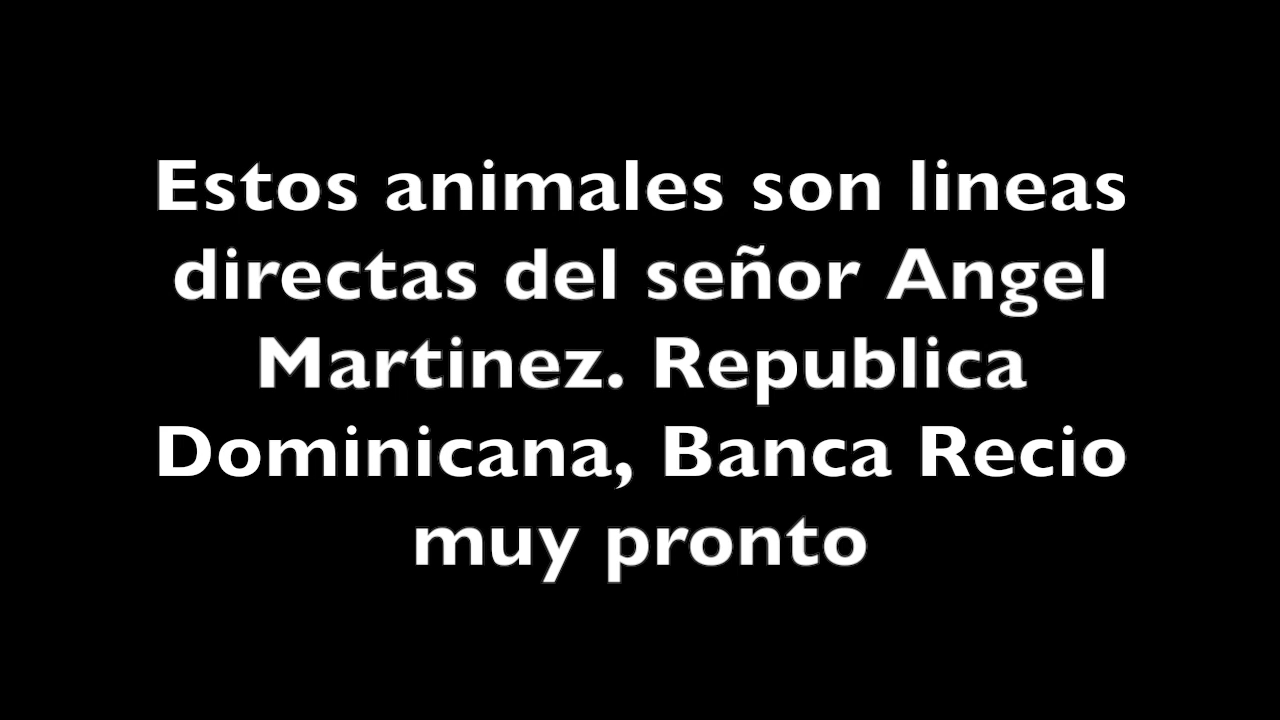 Estos animales son lineas
directas del señor Angel
Martinez. Republica
Dominicana, Banca Recio
muy pronto